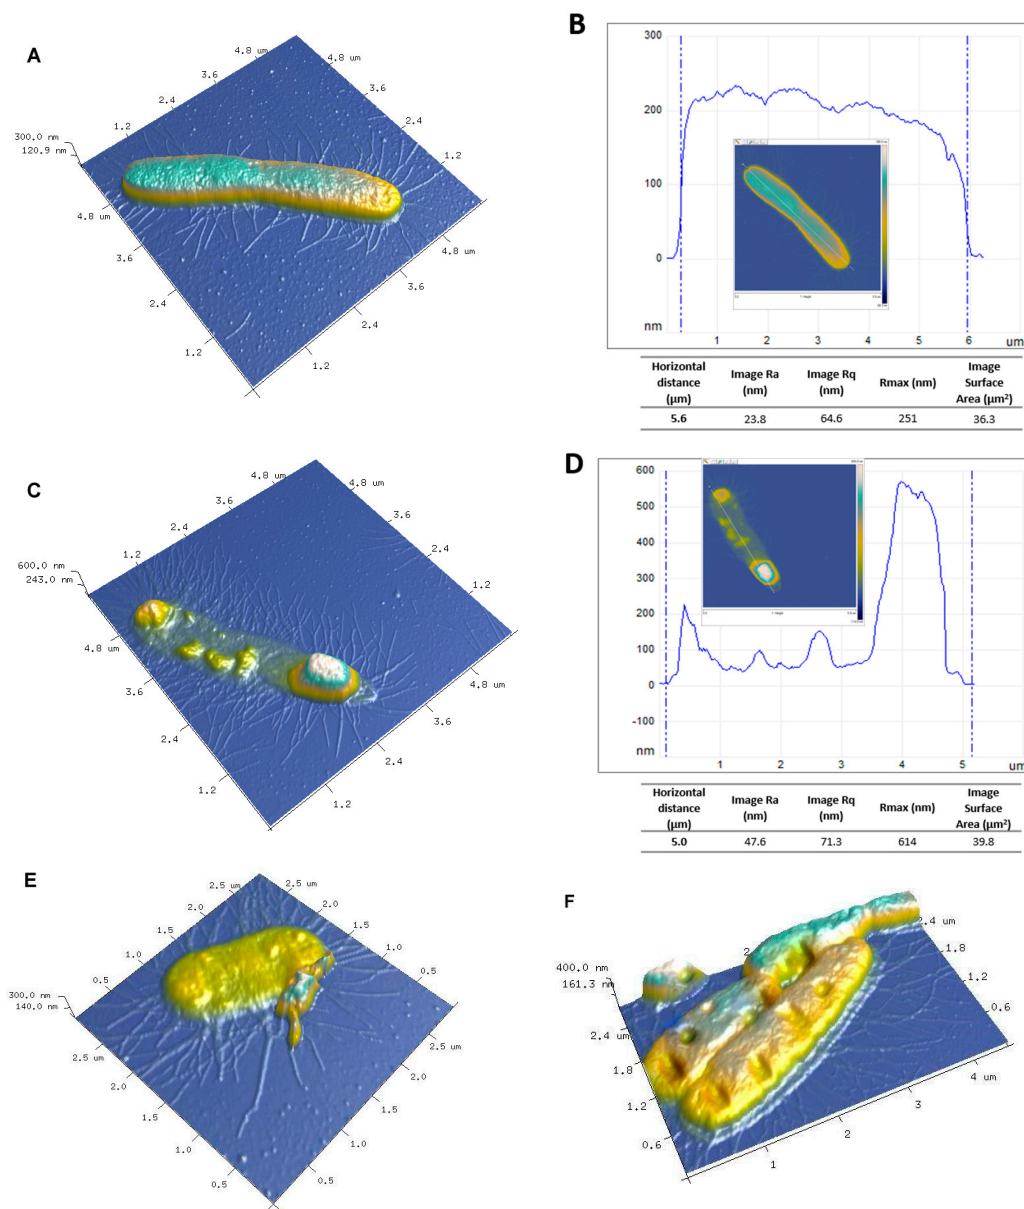 A
4.8 um
4.8 um
3.6
3.6
2.4
2.4
1.2
1.2
300.0 nm
120.9 nm
4.8 um
4.8 um
3.6
3.6
2.4
2.4
1.2
1.2
B
300
200
100
0
nm
1 2 3 4 5 6 um
Horizontal distance (μm) Image Ra (nm) Image Rq (nm) Rmax (nm) Image Surface Area (μm²)
5.6 23.8 64.6 251 36.3
C
4.8 um
4.8 um
3.6
3.6
2.4
2.4
1.2
1.2
600.0 nm
243.0 nm
4.8 um
4.8 um
3.6
3.6
2.4
2.4
1.2
1.2
D
600
500
400
300
200
100
0
-100
nm
1 2 3 4 5 um
Horizontal distance (μm) Image Ra (nm) Image Rq (nm) Rmax (nm) Image Surface Area (μm²)
5.0 47.6 71.3 614 39.8
E
2.5 um
2.5 um
2.0
2.0
1.5
1.5
1.0
1.0
0.5
0.5
300.0 nm
140.0 nm
2.5 um
2.5 um
2.0
2.0
1.5
1.5
1.0
1.0
0.5
0.5
F
2.4 um
1.8
1.2
0.6
400.0 nm
161.3 nm
2.4 um
1.8
1.2
0.6
4 um
3
2
1